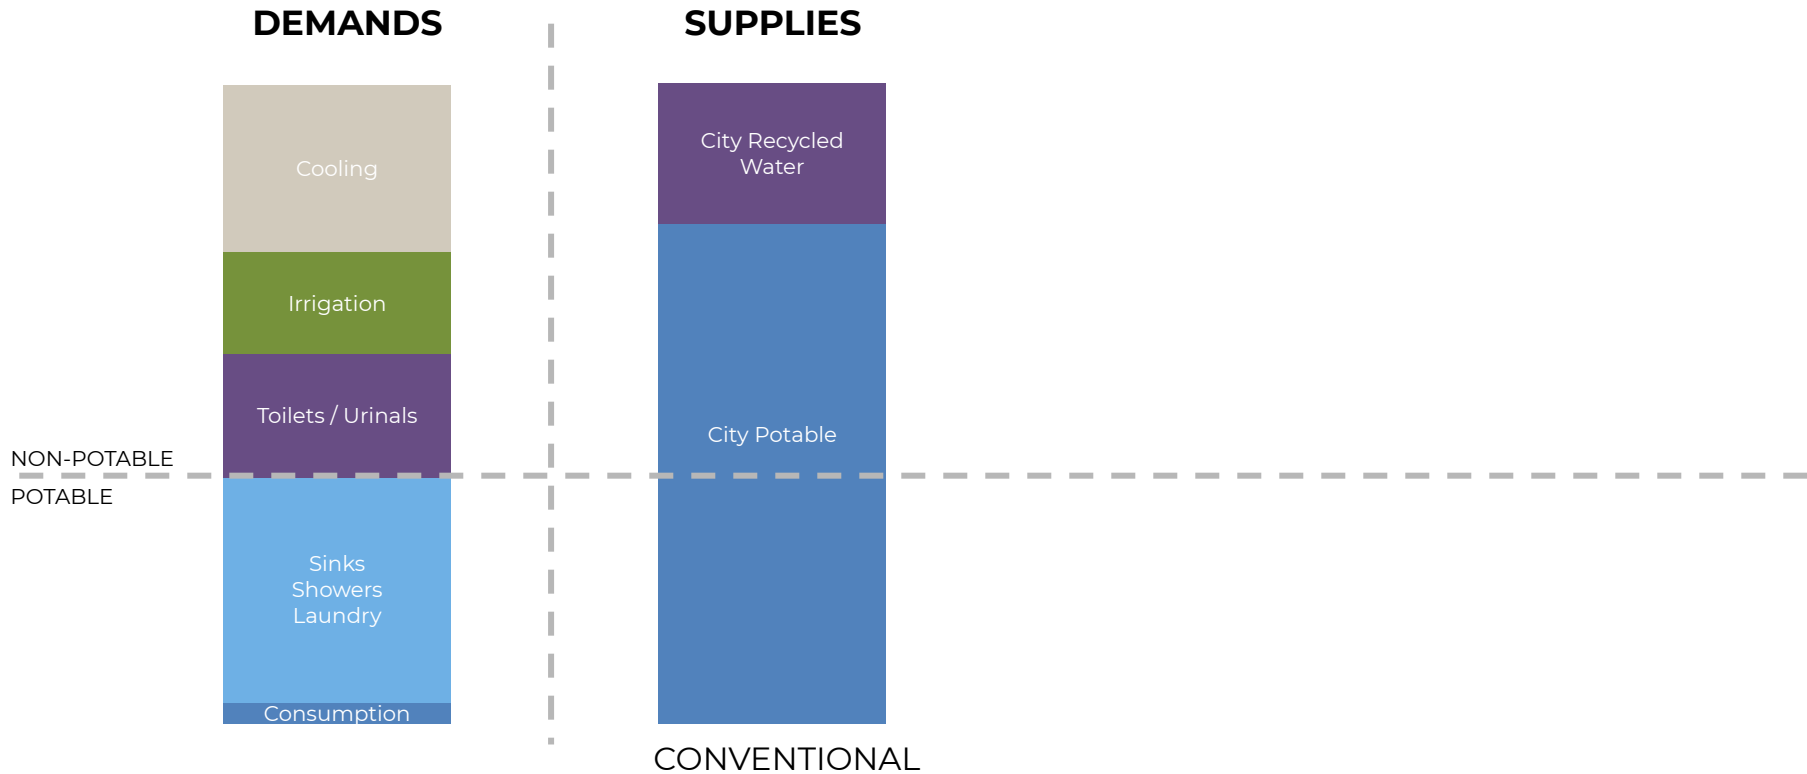 DEMANDS
SUPPLIES
Cooling
Irrigation
Toilets / Urinals
NON-POTABLE
POTABLE
Sinks
Showers
Laundry
Consumption
City Recycled
Water
City Potable
CONVENTIONAL